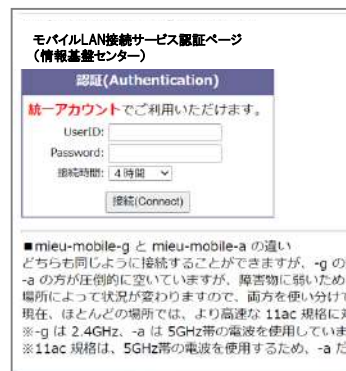 モバイルLAN接続サービス認証ページ
（情報基盤センター）
認証(Authentication)
統一アカウントでご利用いただけます。
UserID:
Password:
接続時間: 4時間
接続(Connect)
■mieu-mobile-g と mieu-mobile-a の違い
どちらも同じように接続することができますが、-g の
-a の方が圧倒的に空いていますが、障害物に弱いため
場所によって状況が変わりますので、両方を使い分けて
現在、ほとんどの場所では、より高速な 11ac 規格に
※-g は 2.4GHz、-a は 5GHz帯の電波を使用していま
※11ac 規格は、5GHz帯の電波を使用するため、-a だ